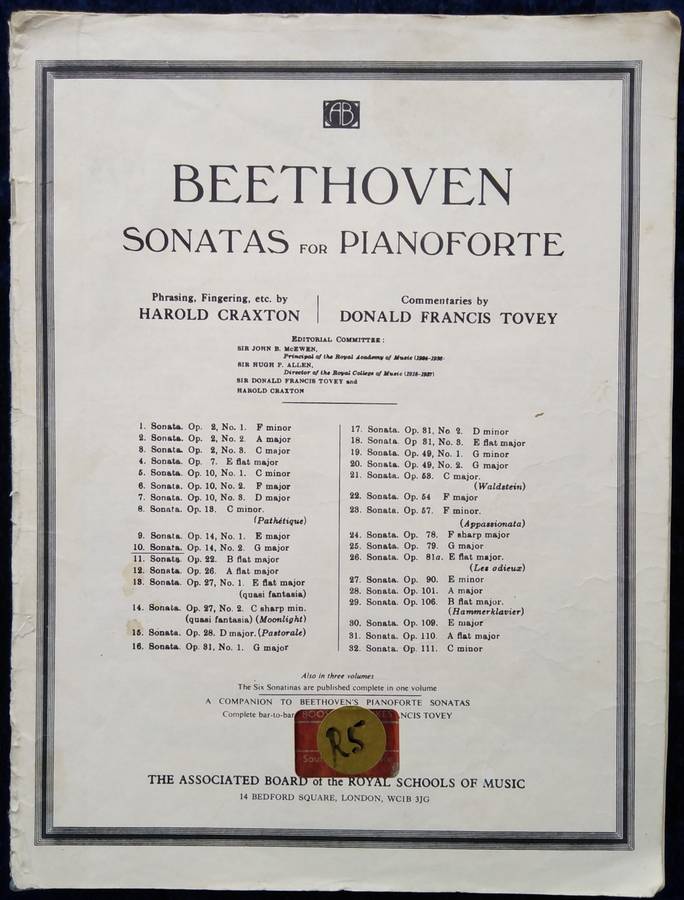 AB
BEETHOVEN
SONATAS FOR PIANOFORTE
Phrasing, Fingering, etc. by
HAROLD CRAXTON
Commentaries by
DONALD FRANCIS TOVEY
EDITORIAL COMMITTEE:
SIR JOHN B. McEWEN,
Principal of the Royal Academy of Music (1924-1936
SIR HUGH P. ALLEN,
Director of the Royal College of Music (1918-1937)
SIR DONALD FRANCIS TOVEY and
HAROLD CRAXTON
1. Sonata. Op. 2, No. 1. F minor
2. Sonata. Op. 2, No. 2. A major
3. Sonata. Op. 2, No. 3. C major
4. Sonata. Op. 7. E flat major
5. Sonata. Op. 10, No. 1. C minor
6. Sonata. Op. 10, No. 2. F major
7. Sonata. Op. 10, No. 3. D major
8. Sonata. Op. 13. C minor.
(Pathétique)
9. Sonata. Op. 14, No. 1. E major
10. Sonata. Op. 14, No. 2. G major
11. Sonata. Op. 22. B flat major
12. Sonata. Op. 26. A flat major
13. Sonata. Op. 27, No. 1. E flat major
(quasi fantasia)
14. Sonata. Op. 27, No. 2. C sharp min.
(quasi fantasia) (Moonlight)
15. Sonata. Op. 28. D major. (Pastorale)
16. Sonata. Op. 31, No. 1. G major
17. Sonata. Op. 31, No 2. D minor
18. Sonata. Op 31, No. 3. E flat major
19. Sonata. Op. 49, No. 1. G minor
20. Sonata. Op. 49, No. 2. G major
21. Sonata. Op. 53. C major.
(Waldstein)
22. Sonata. Op. 54 F major
23. Sonata. Op. 57. F minor.
(Appassionata)
24. Sonata. Op. 78. F sharp major
25. Sonata. Op. 79. G major
26. Sonata. Op. 81a. E flat major.
(Les adieux)
27. Sonata. Op. 90. E minor
28. Sonata. Op. 101. A major
29. Sonata. Op. 106. B flat major.
(Hammerklavier)
30. Sonata. Op. 109. E major
31. Sonata. Op. 110. A flat major
32. Sonata. Op. 111. C minor
Also in three volumes
The Six Sonatinas are published complete in one volume
A COMPANION TO BEETHOVEN'S PIANOFORTE SONATAS
Complete bar-to-bar NCIS TOVEY
R5
THE ASSOCIATED BOARD of the ROYAL SCHOOLS OF MUSIC
14 BEDFORD SQUARE, LONDON, WC1B 3JG